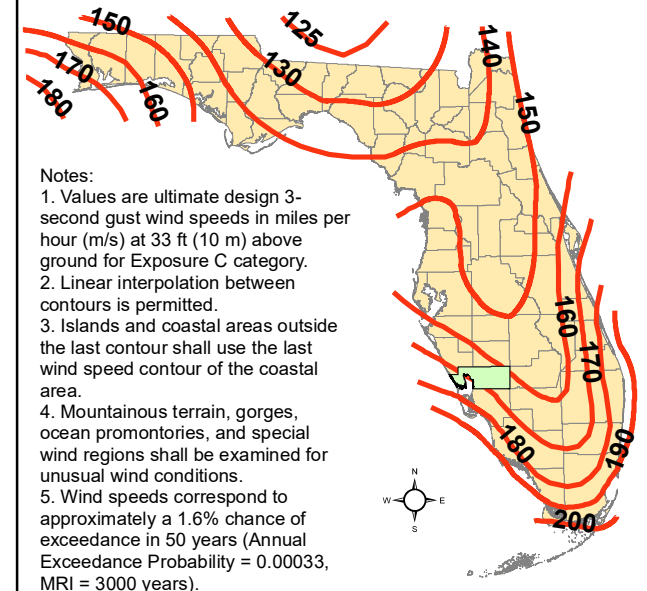 150
125
140
170
130
180
160
150
Notes:
1. Values are ultimate design 3-
second gust wind speeds in miles per
hour (m/s) at 33 ft (10 m) above
ground for Exposure C category.
2. Linear interpolation between
contours is permitted.
3. Islands and coastal areas outside
the last contour shall use the last
wind speed contour of the coastal
area.
4. Mountainous terrain, gorges,
ocean promontories, and special
wind regions shall be examined for
unusual wind conditions.
5. Wind speeds correspond to
approximately a 1.6% chance of
exceedance in 50 years (Annual
Exceedance Probability = 0.00033,
MRI = 3000 years).
160
170
180
190
200
N
W E
S